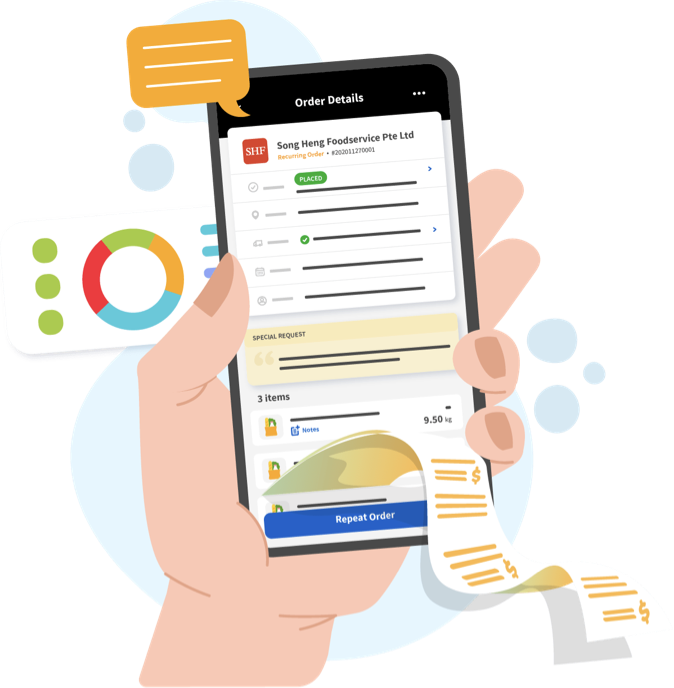 Order Details
SHF
Song Heng Foodservice Pte Ltd
Recurring Order • #202011270001
PLACED
SPECIAL REQUEST
3 items
Notes
9.50 kg
Repeat Order
$
$
$